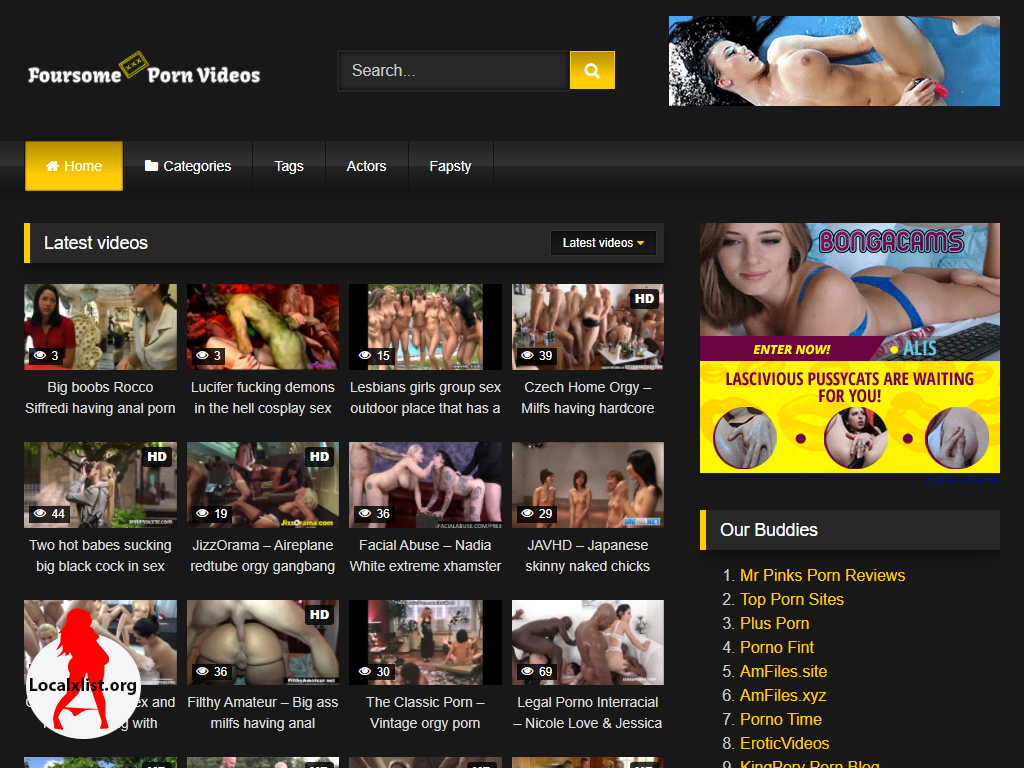 Foursome XXX Porn Videos
Search...
Home
Categories
Tags
Actors
Fapsty
Latest videos
Latest videos
3
3
15
HD
39
Big boobs Rocco
Siffredi having anal porn
Lucifer fucking demons
in the hell cosplay sex
Lesbians girls group sex
outdoor place that has a
Czech Home Orgy –
Milfs having hardcore
HD
44
HD
19
JizzOrama.com
36
29
Two hot babes sucking
big black cock in sex
JizzOrama – Aireplane
redtube orgy gangbang
Facial Abuse – Nadia
White extreme xhamster
JAVHD – Japanese
skinny naked chicks
HD
36
30
69
Localxlist.org
ex and
with
Filthy Amateur – Big ass
milfs having anal
The Classic Porn –
Vintage orgy porn
Legal Porno Interracial
– Nicole Love & Jessica
BONGACAMS
ENTER NOW!
ALIS
LASCIVIOUS PUSSYCATS ARE WAITING
FOR YOU!
Our Buddies
1. Mr Pinks Porn Reviews
2. Top Porn Sites
3. Plus Porn
4. Porno Fint
5. AmFiles.site
6. AmFiles.xyz
7. Porno Time
8. EroticVideos
9. KingPorv Porn Blog